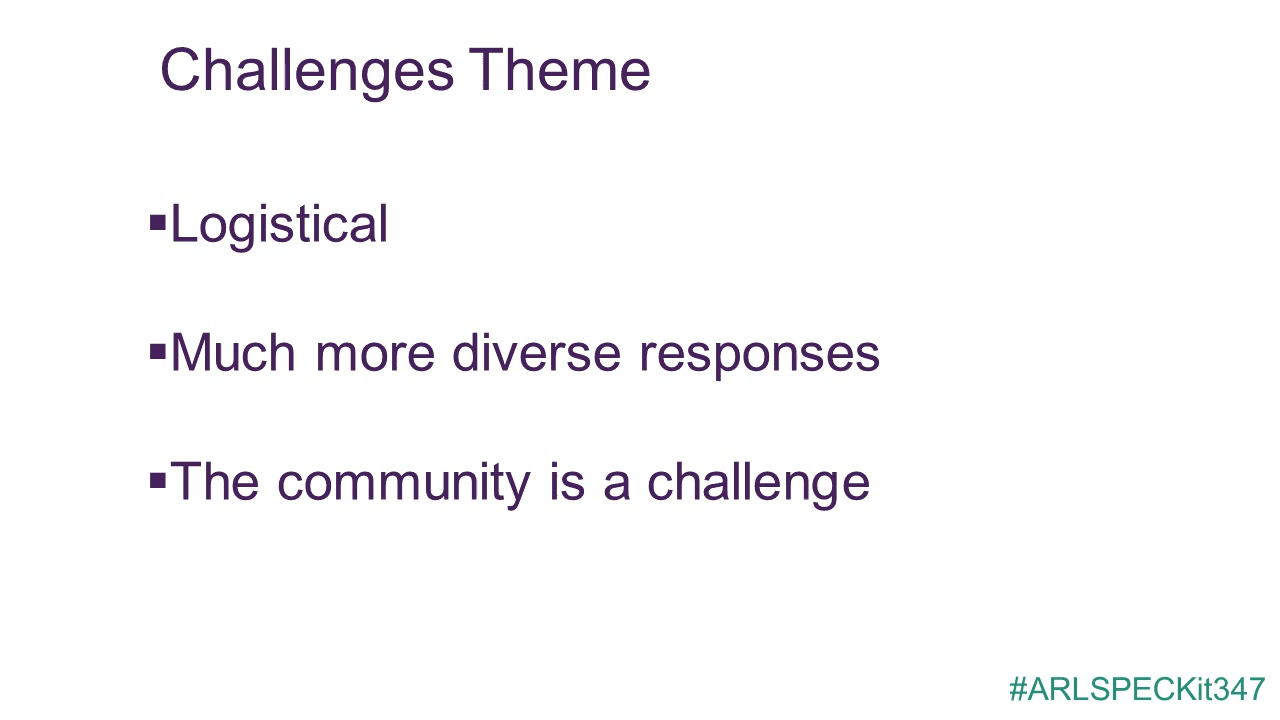 Challenges Theme
▪Logistical
▪Much more diverse responses
▪The community is a challenge
#ARLSPECKit347